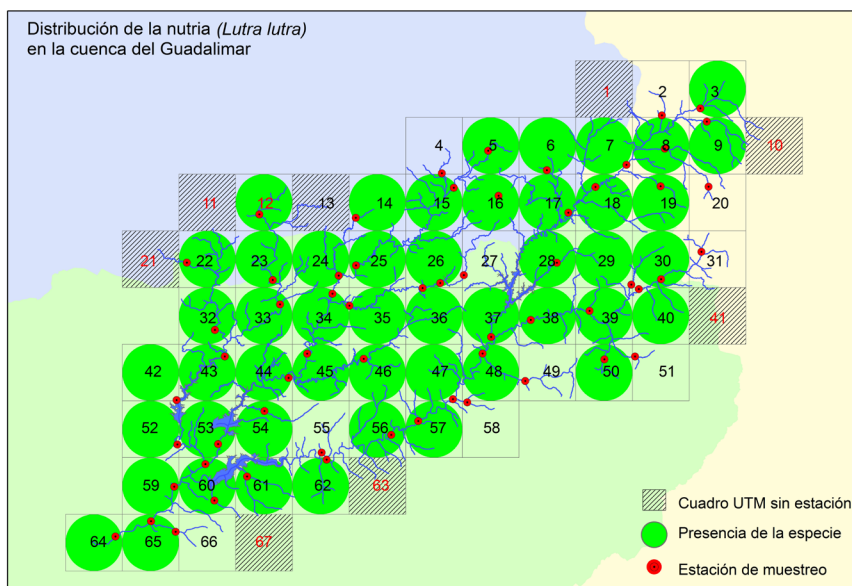 Distribución de la nutria (Lutra lutra)
en la cuenca del Guadalimar
1 2 3
4 5 6 7 8 9 10
11 12 13 14 15 16 17 18 19 20
21 22 23 24 25 26 27 28 29 30 31
32 33 34 35 36 37 38 39 40 41
42 43 44 45 46 47 48 49 50 51
52 53 54 55 56 57 58
59 60 61 62 63
64 65 66 67
Cuadro UTM sin estación
Presencia de la especie
Estación de muestreo